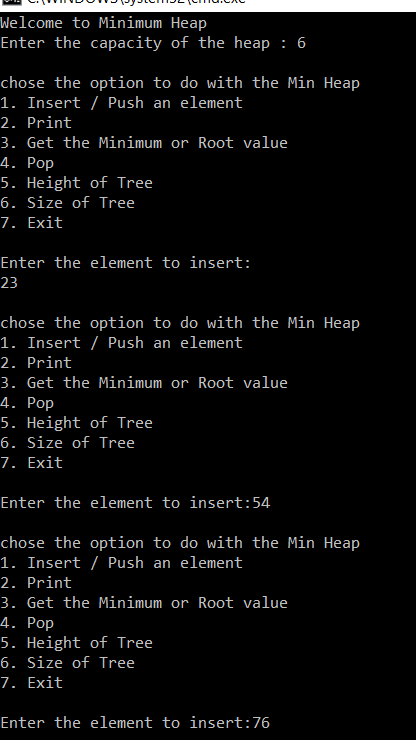 C:\WINDOWS\system32\cmd.exe
Welcome to Minimum Heap
Enter the capacity of the heap : 6
chose the option to do with the Min Heap
1. Insert / Push an element
2. Print
3. Get the Minimum or Root value
4. Pop
5. Height of Tree
6. Size of Tree
7. Exit
Enter the element to insert:
23
chose the option to do with the Min Heap
1. Insert / Push an element
2. Print
3. Get the Minimum or Root value
4. Pop
5. Height of Tree
6. Size of Tree
7. Exit
Enter the element to insert:54
chose the option to do with the Min Heap
1. Insert / Push an element
2. Print
3. Get the Minimum or Root value
4. Pop
5. Height of Tree
6. Size of Tree
7. Exit
Enter the element to insert:76